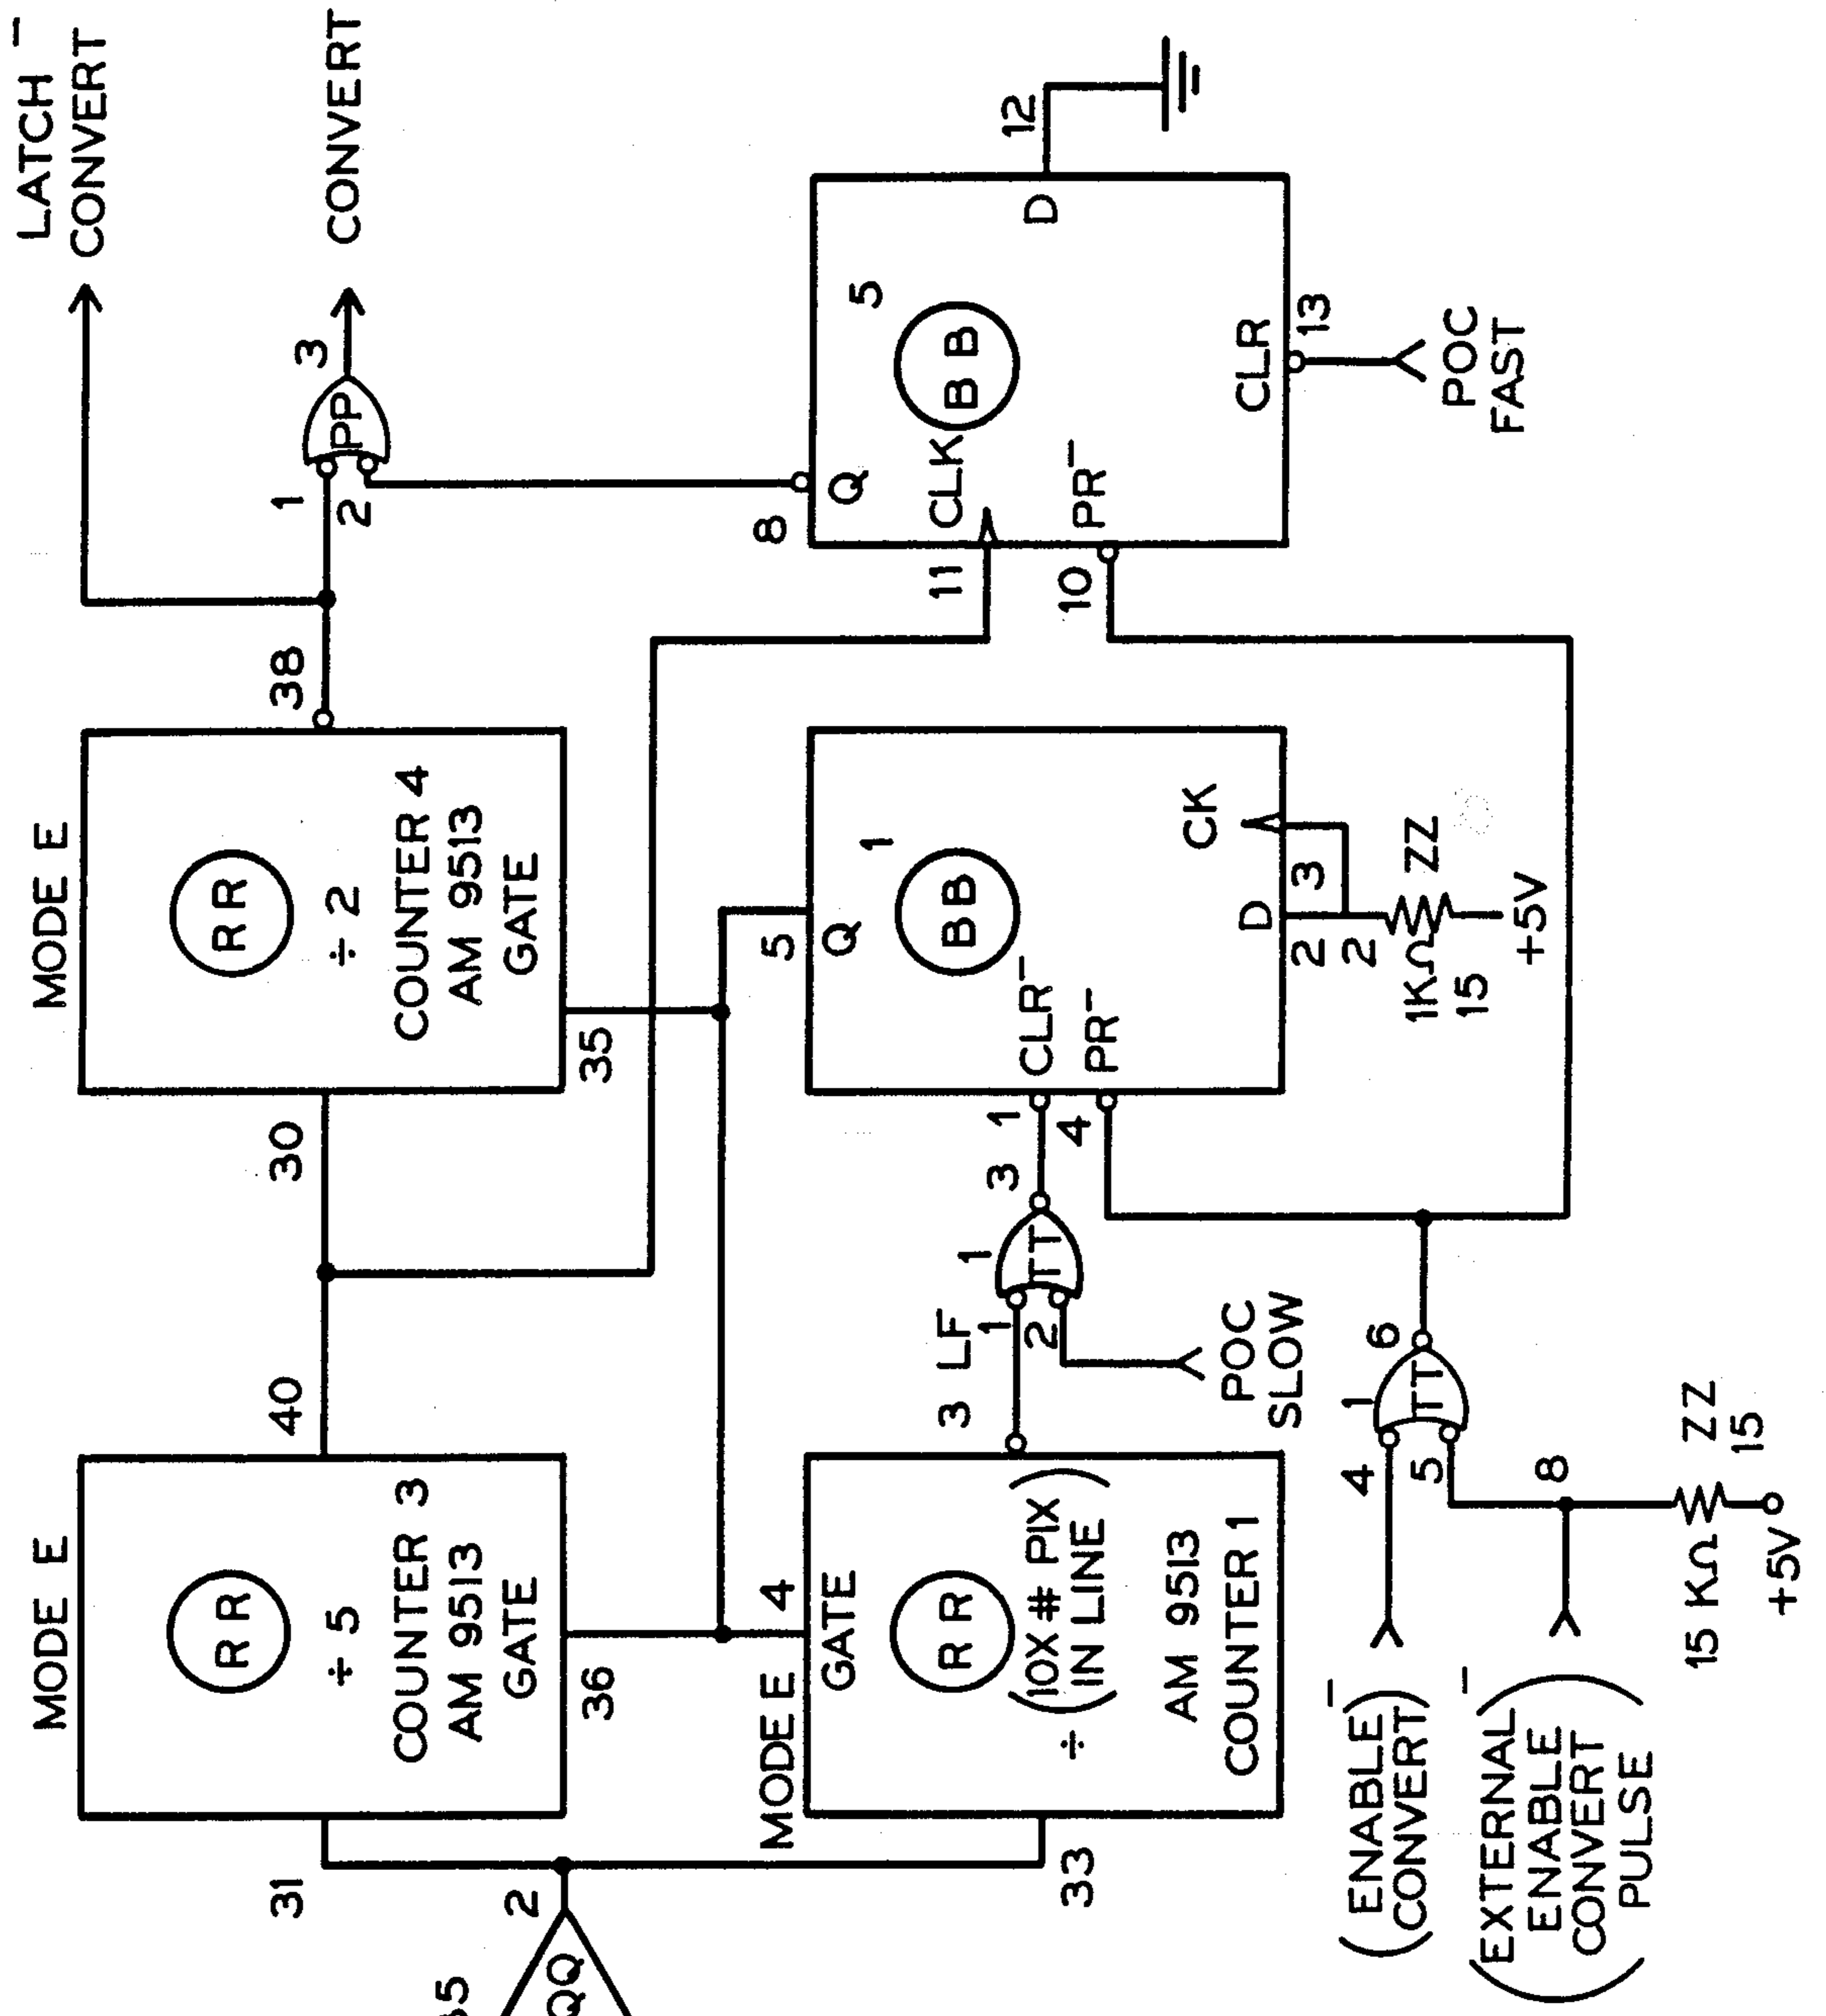 LATCH‾
CONVERT
CONVERT
3
PP
1
2
38
MODE E
RR
÷ 2
COUNTER 4
AM 9513
GATE
30
35
40
MODE E
RR
÷ 5
COUNTER 3
AM 9513
GATE
31
36
12
D
5
BB
CLK
Q
8
PR‾
CLR
13
11
10
POC
FAST
1
BB
Q
5
CK
D
CLR‾
PR‾
3
2
2
1
4
1KΩ
ZZ
15
+5V
3
1
TT
LF
1
2
3
POC
SLOW
MODE E
4
GATE
RR
÷ (10X # PIX
IN LINE)
AM 9513
COUNTER 1
33
2
QQ
6
1
TT
4
5
8
15 KΩ
ZZ
15
+5V
(ENABLE
CONVERT)‾
(EXTERNAL
ENABLE
CONVERT
PULSE)‾